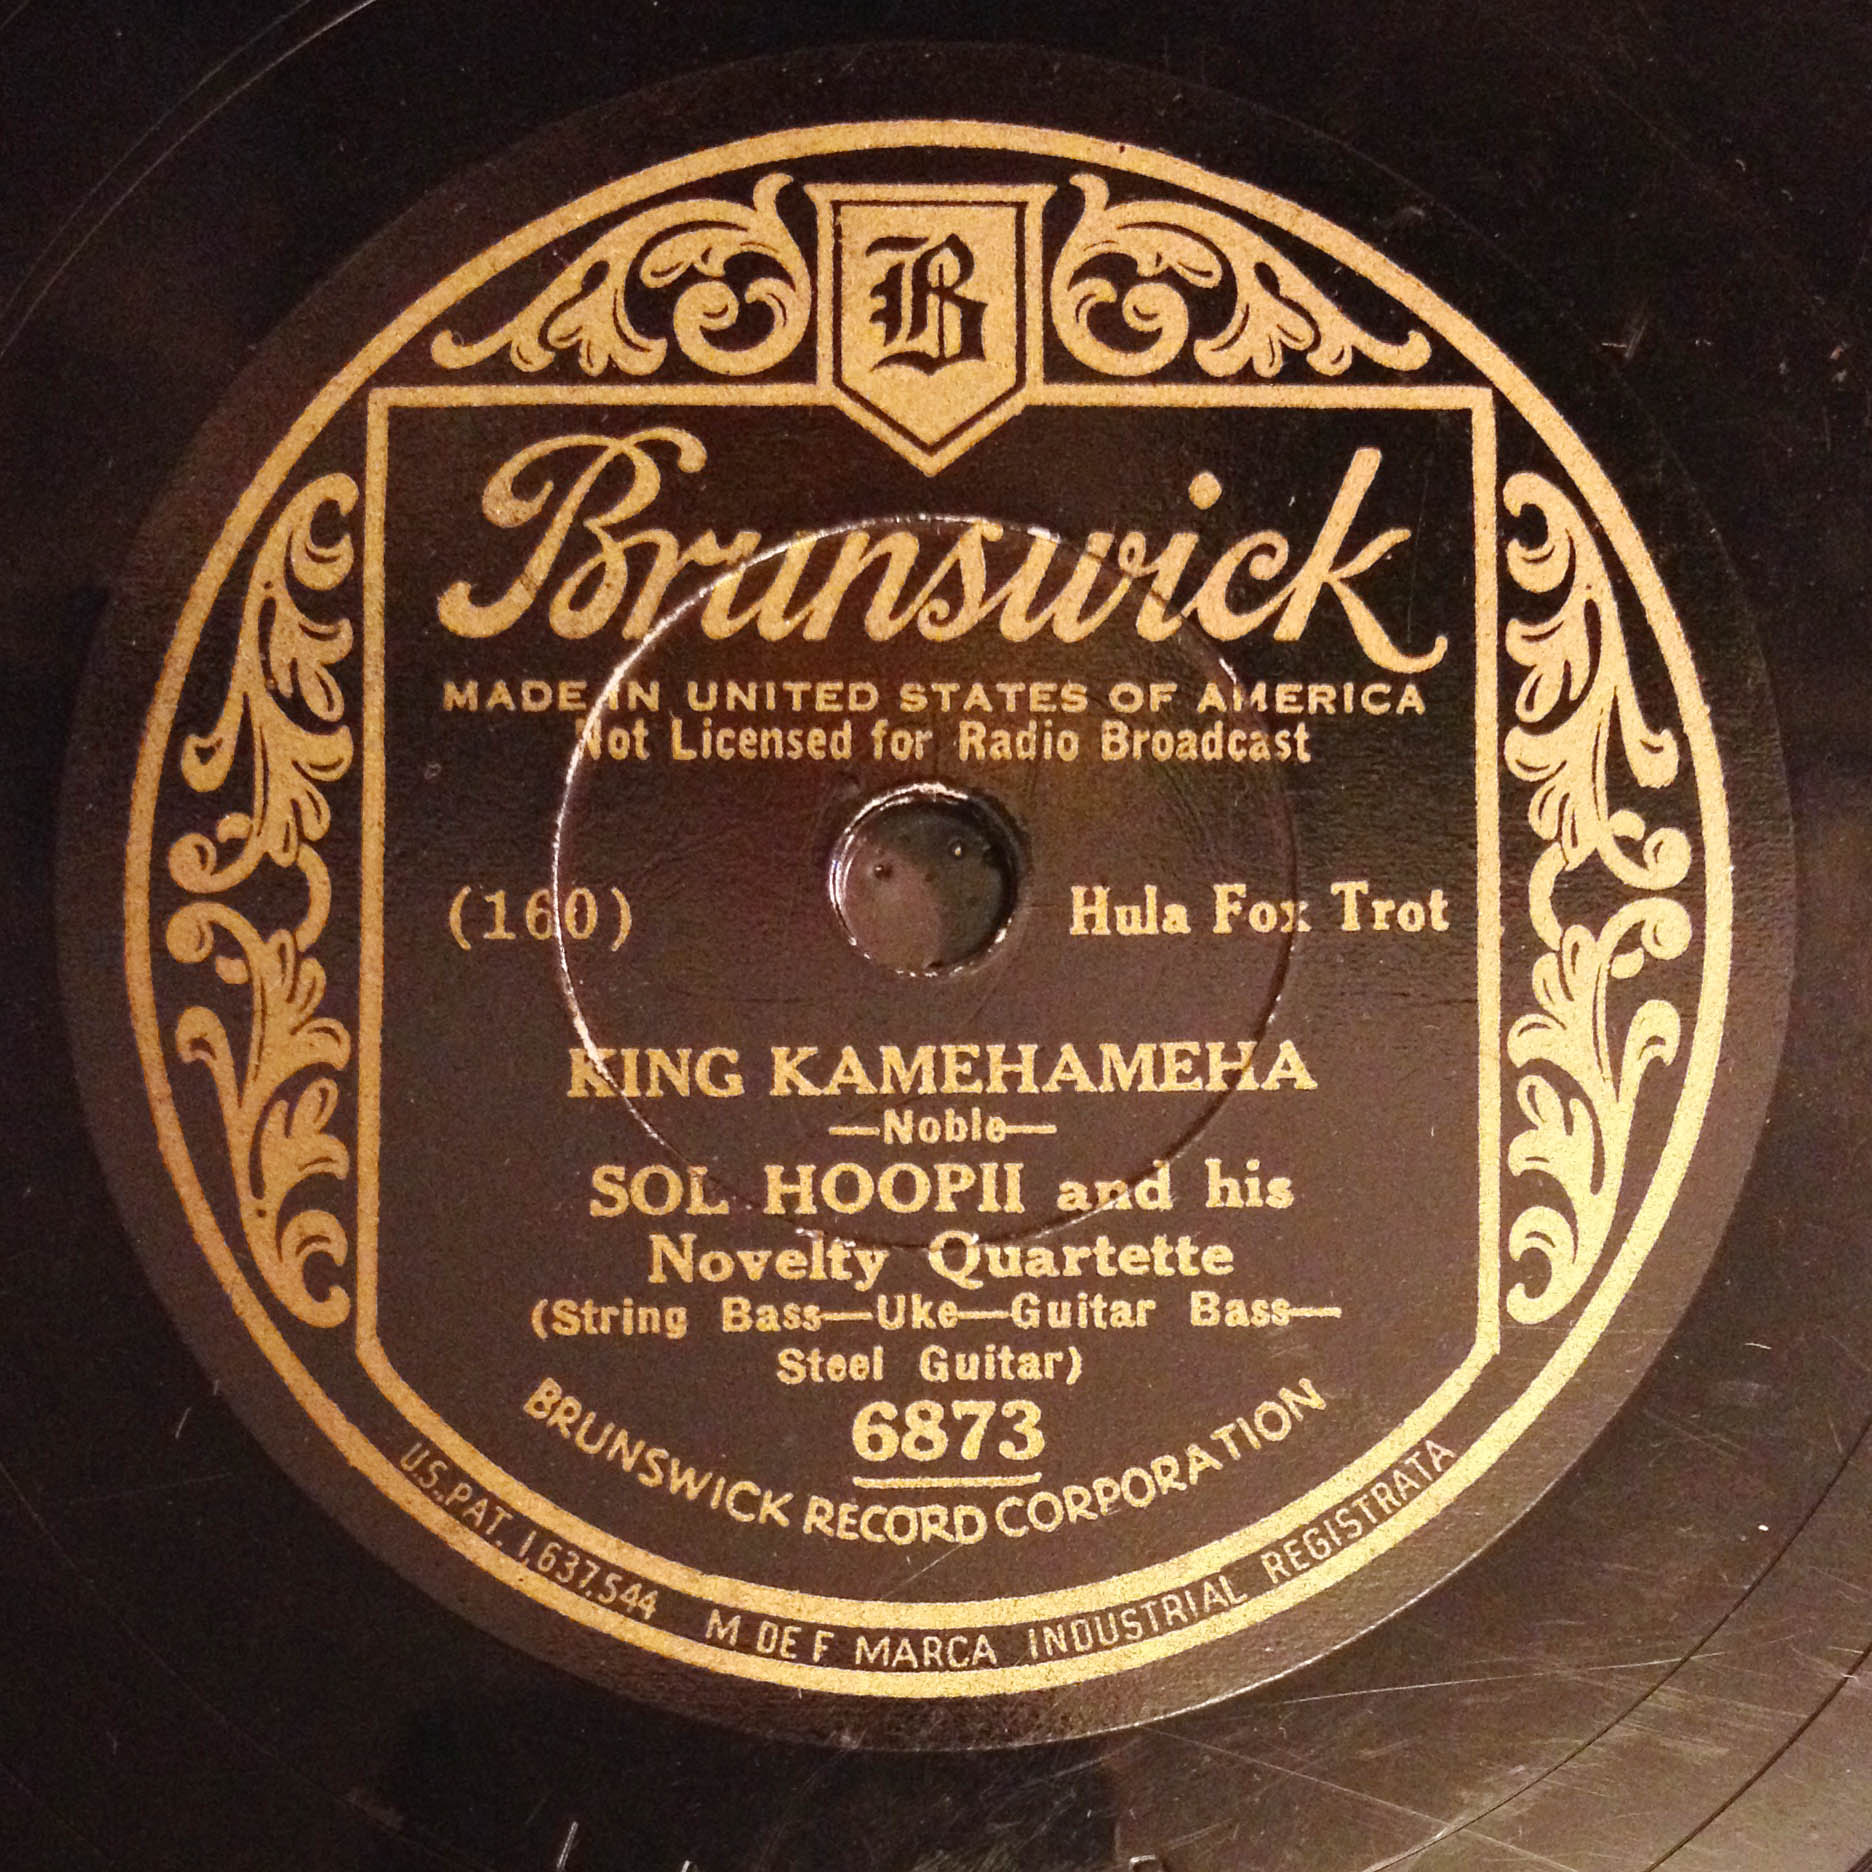 B
Brunswick
MADE IN UNITED STATES OF AMERICA
Not Licensed for Radio Broadcast
(160)
Hula Fox Trot
KING KAMEHAMEHA
—Noble—
SOL HOOPII and his
Novelty Quartette
(String Bass—Uke—Guitar Bass—
Steel Guitar)
6873
BRUNSWICK RECORD CORPORATION
U.S. PAT. 1,637,544 M DE F MARCA INDUSTRIAL REGISTRATA